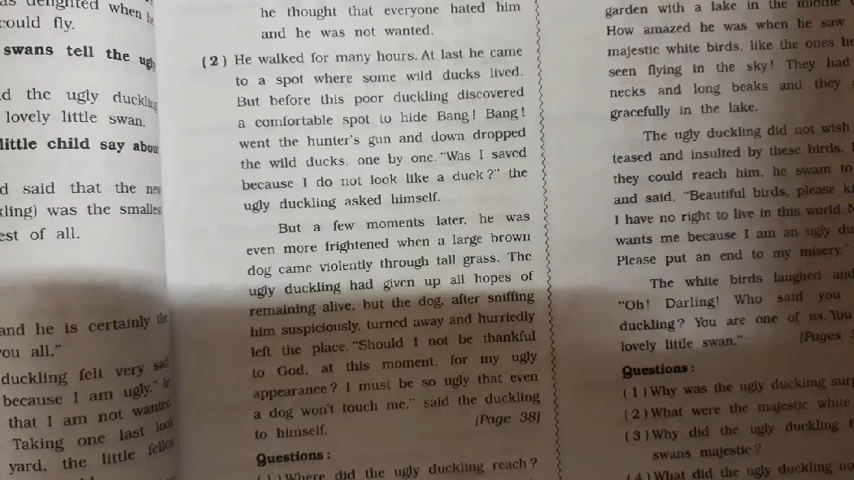 as delighted when
could fly.
swans tell the ugly
d the ugly duckling
lovely little swan.
little child say about
d said that the new
kling) was the smallest
est of all.
and he is certainly the
you all."
duckling felt very sad
because I am ugly."
that I am not wanted
Taking one last look
yard, the little fellow
he thought that everyone hated him
and he was not wanted.
(2) He walked for many hours. At last he came
to a spot where some wild ducks lived.
But before this poor duckling discovered
a comfortable spot to hide Bang! Bang!
went the hunter's gun and down dropped
the wild ducks, one by one. "Was I saved
because I do not look like a duck?" the
ugly duckling asked himself.
But a few moments later, he was
even more frightened when a large brown
dog came violently through tall grass. The
ugly duckling had given up all hopes of
remaining alive, but the dog, after sniffing
him suspiciously, turned away and hurriedly
left the place. "Should I not be thankful
to God, at this moment, for my ugly
appearance? I must be so ugly that even
a dog won't touch me," said the duckling
to himself. [Page 38]
Questions:
(1) Where did the ugly duckling reach?
garden with a lake in the middle
How amazed he was when he saw
majestic white birds, like the ones he
seen flying in the sky! They had
necks and long beaks and they
gracefully in the lake.
The ugly duckling did not wish
teased and insulted by these birds.
they could reach him, he swam to
and said, "Beautiful birds, please
I have no right to live in this world.
wants me because I am an ugly
Please put an end to my misery."
The white birds laughed and
"Oh! Darling! Who said you
duckling? You are one of us. You
lovely little swan." [Pages
Questions:
(1) Why was the ugly duckling
(2) What were the majestic white
(3) Why did the ugly duckling
swans majestic?
(4) What did the ugly duckling